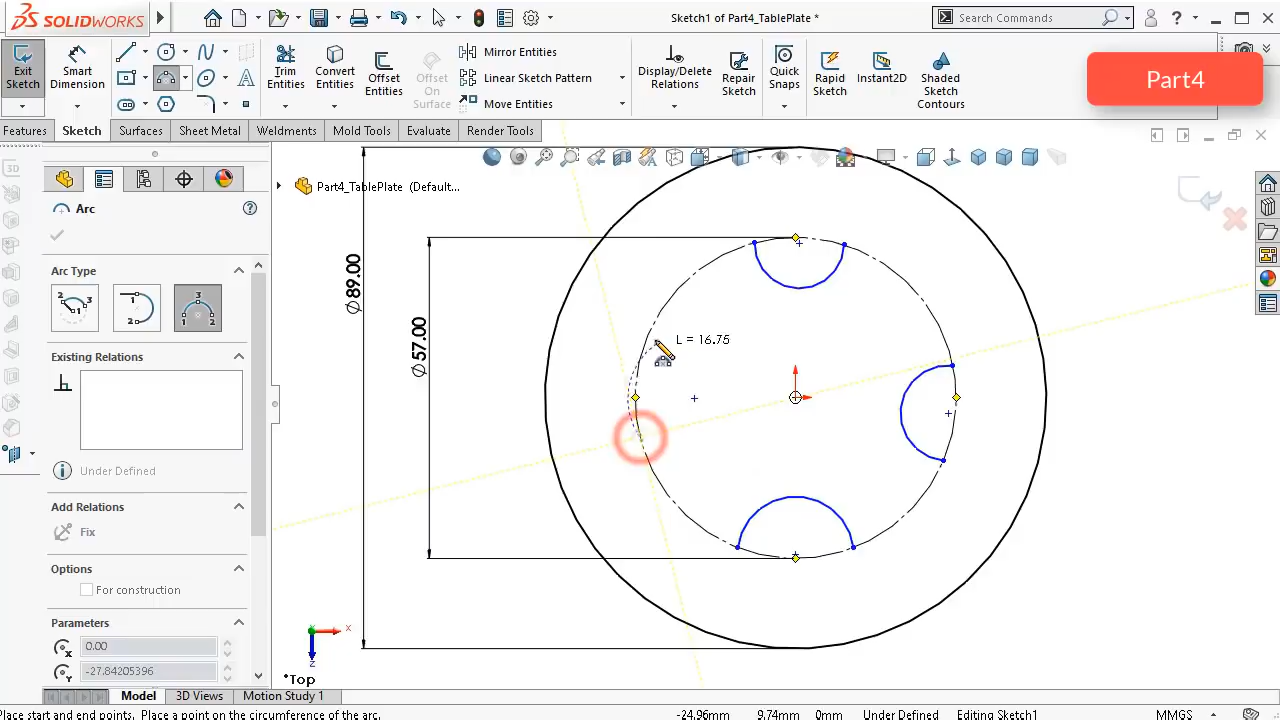 SOLIDWORKS
Sketch1 of Part4_TablePlate *
Search Commands
Exit Sketch
Smart Dimension
Trim Entities
Convert Entities
Offset Entities
Offset On Surface
Mirror Entities
Linear Sketch Pattern
Move Entities
Display/Delete Relations
Repair Sketch
Quick Snaps
Rapid Sketch
Instant2D
Shaded Sketch Contours
Part4
Features
Sketch
Surfaces
Sheet Metal
Weldments
Mold Tools
Evaluate
Render Tools
Part4_TablePlate (Default...
Arc
Arc Type
Existing Relations
Under Defined
Add Relations
Fix
Options
For construction
Parameters
0.00
-27.84205396
Ø89.00
Ø57.00
L = 16.75
X
Z
*Top
Model
3D Views
Motion Study 1
Place start and end points. Place a point on the circumference of the arc.
-24.96mm
9.74mm
0mm
Under Defined
Editing Sketch1
MMGS